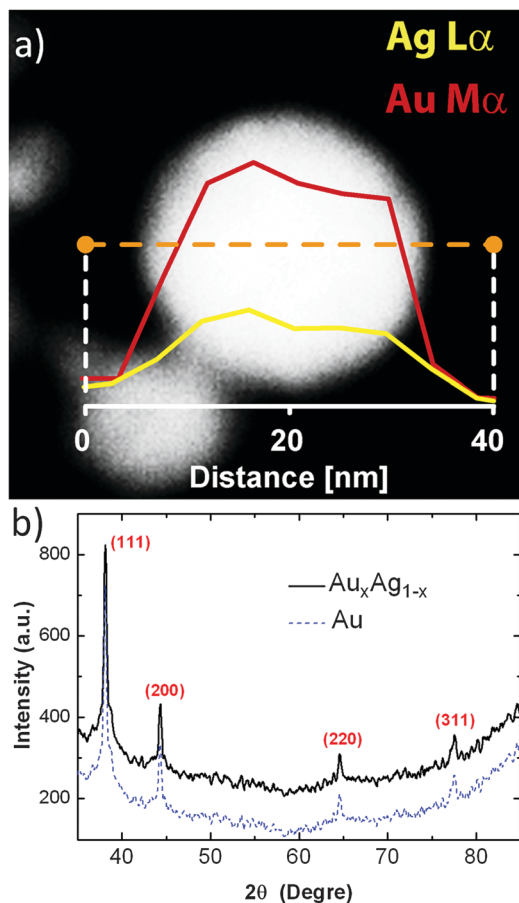 a)
Ag Lα
Au Mα
0
20
40
Distance [nm]
b)
(111)
AuₓAg₁₋ₓ
Au
(200)
(220)
(311)
800
600
400
200
Intensity (a.u.)
40
50
60
70
80
2θ (Degre)